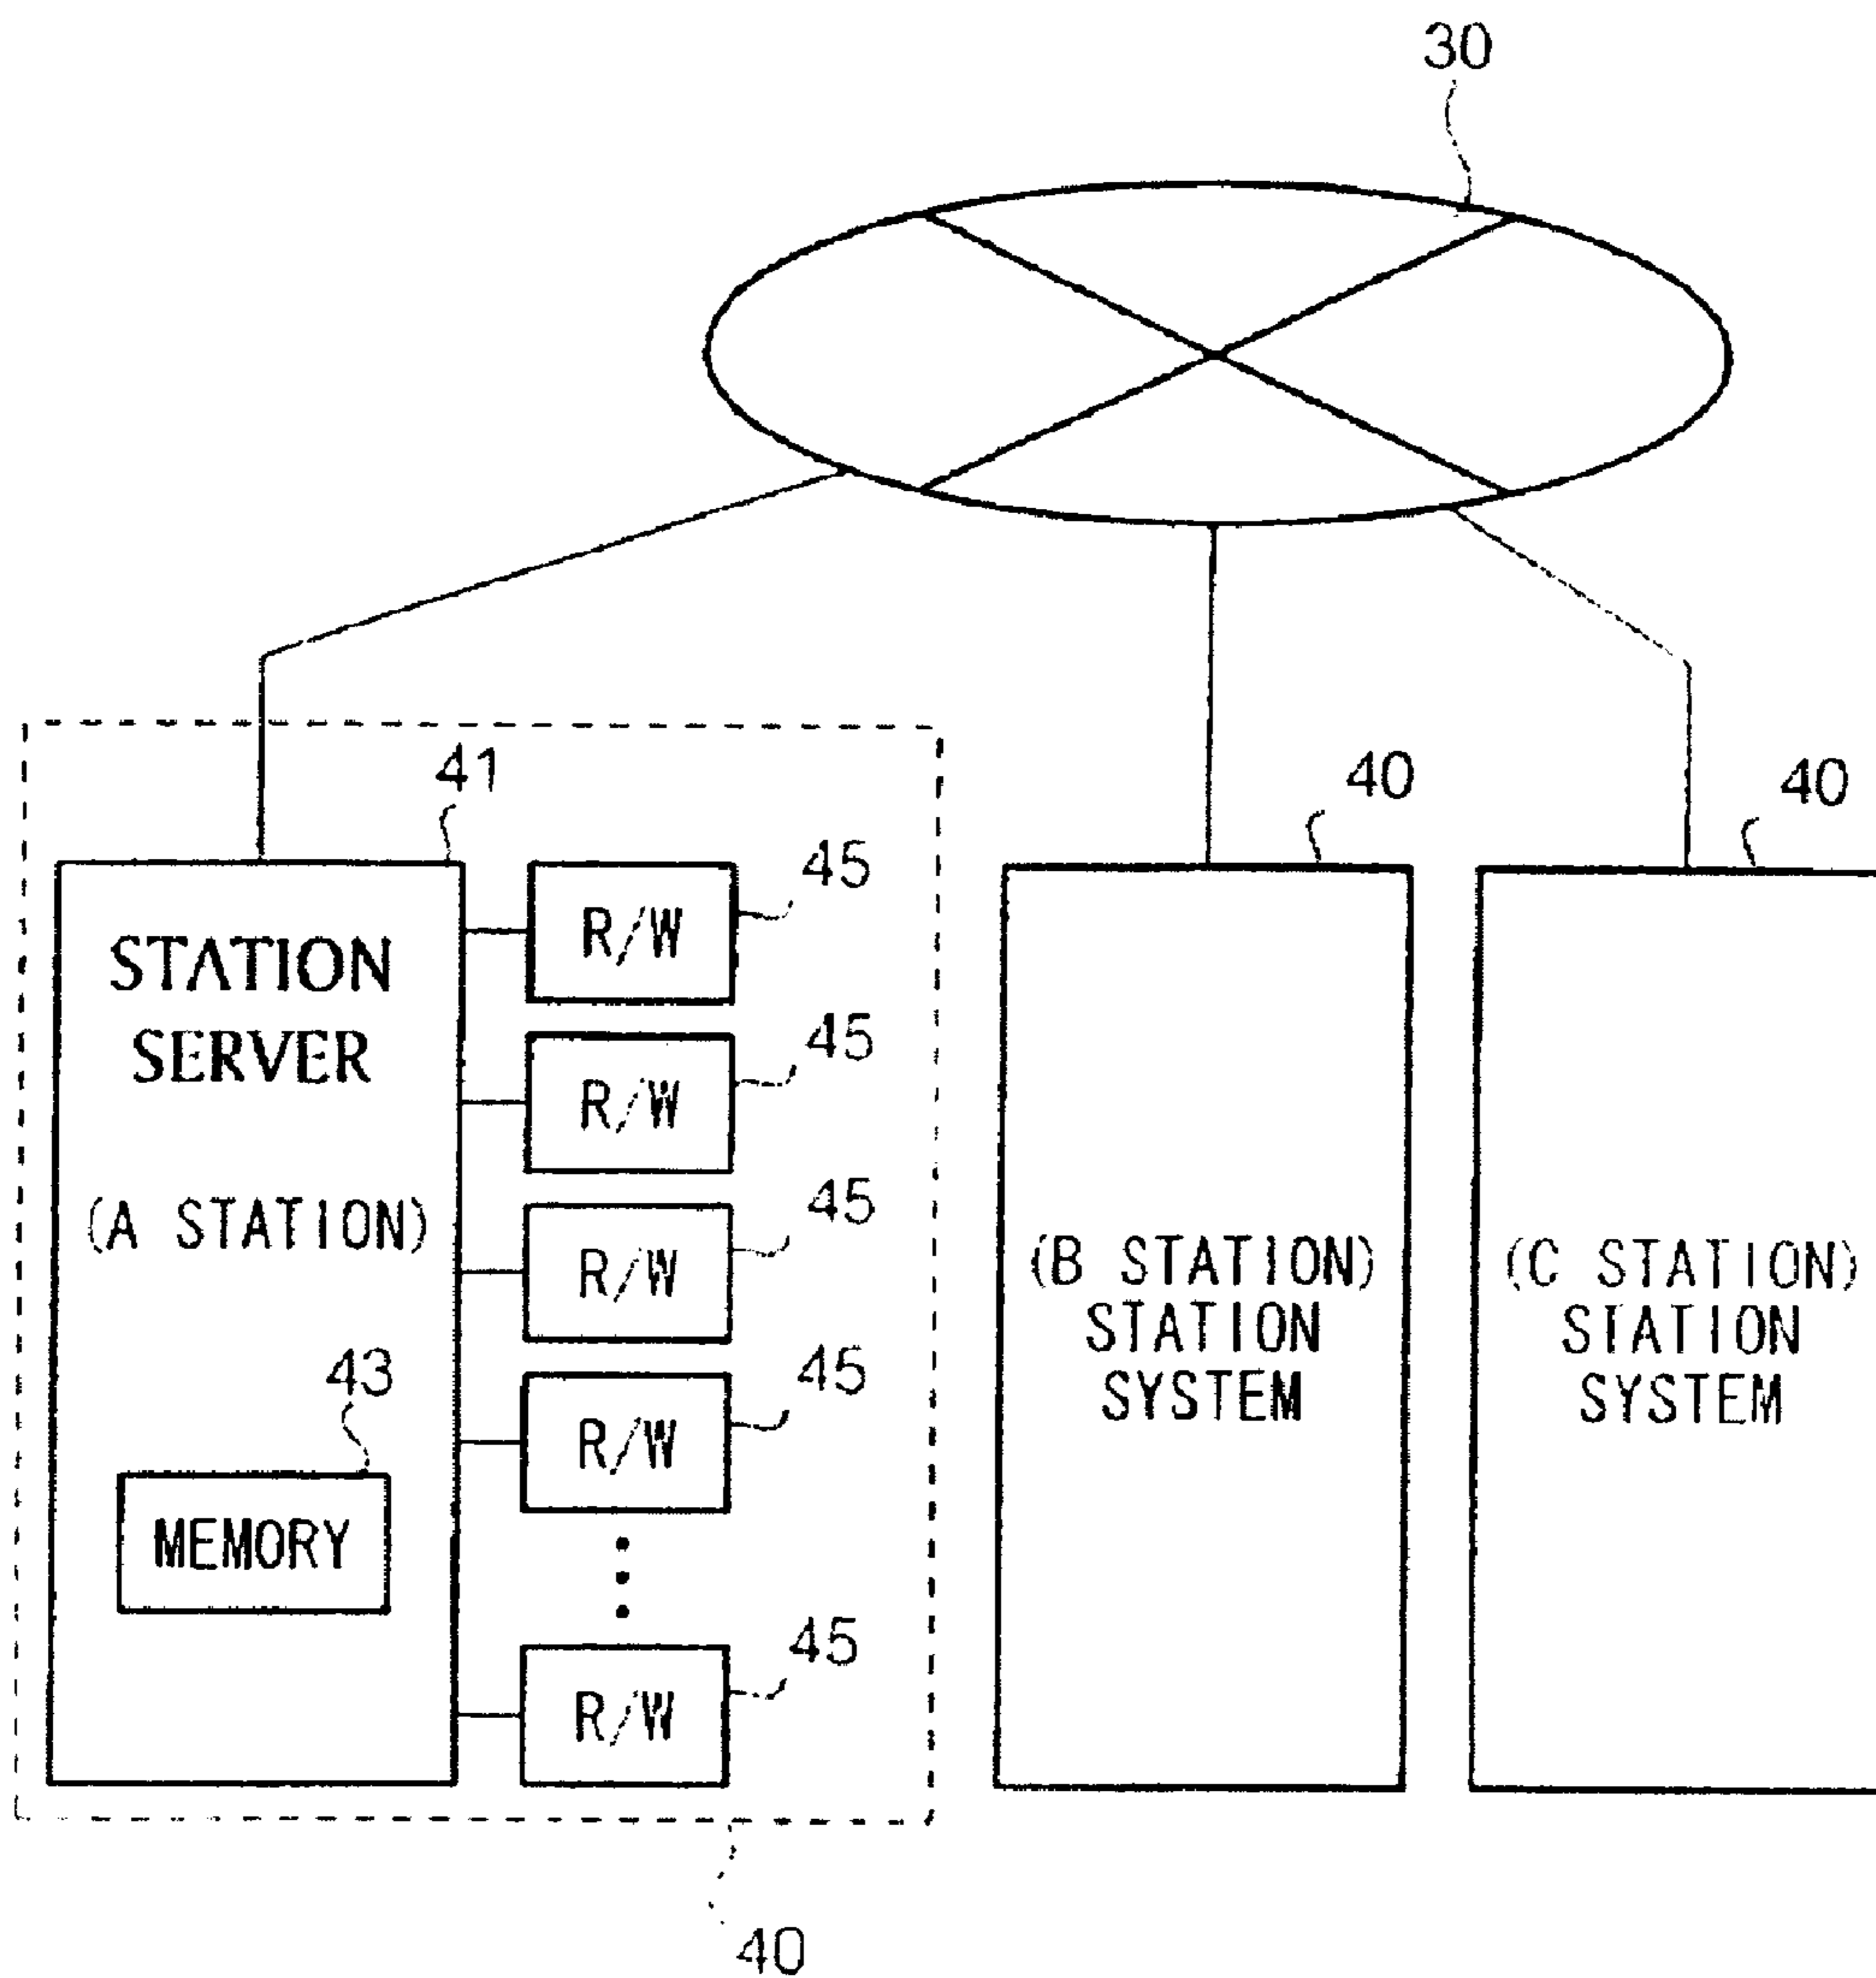 30
41
40
40
45
R/W
STATION
SERVER
45
R/W
(A STATION)
45
R/W
(B STATION)
STATION
SYSTEM
(C STATION)
STATION
SYSTEM
43
45
R/W
MEMORY
45
R/W
40